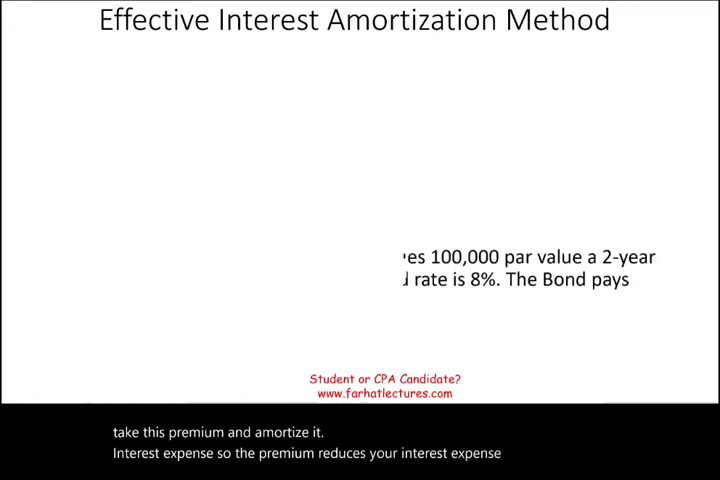 Effective Interest Amortization Method
es 100,000 par value a 2-year
rate is 8%. The Bond pays
Student or CPA Candidate?
www.farhatlectures.com
take this premium and amortize it.
Interest expense so the premium reduces your interest expense